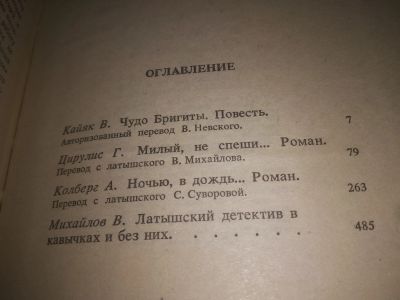 ОГЛАВЛЕНИЕ
Кайяк В. Чудо Бригиты. Повесть.
Авторизованный перевод В. Невского. 7
Цирулис Г. Милый, не спеши... Роман.
Перевод с латышского В. Михайлова. 79
Колберг А. Ночью, в дождь... Роман.
Перевод с латышского С. Суворовой. 263
Михайлов В. Латышский детектив в
кавычках и без них. . . . . . . 485